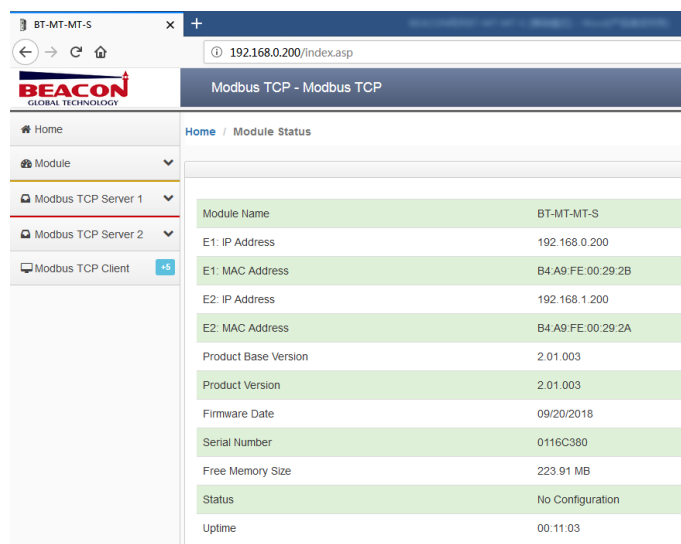 BT-MT-MT-S
192.168.0.200/index.asp
BEACON
GLOBAL TECHNOLOGY
Modbus TCP - Modbus TCP
Home
Module
Modbus TCP Server 1
Modbus TCP Server 2
Modbus TCP Client +5
Home / Module Status
Module Name BT-MT-MT-S
E1: IP Address 192.168.0.200
E1: MAC Address B4:A9:FE:00:29:2B
E2: IP Address 192.168.1.200
E2: MAC Address B4:A9:FE:00:29:2A
Product Base Version 2.01.003
Product Version 2.01.003
Firmware Date 09/20/2018
Serial Number 0116C380
Free Memory Size 223.91 MB
Status No Configuration
Uptime 00:11:03